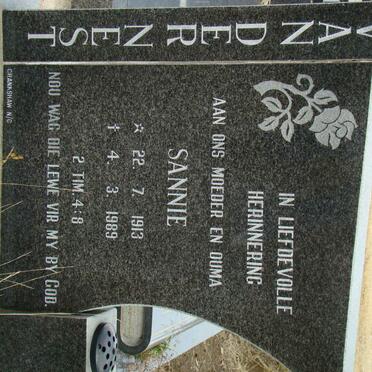 VAN DER NEST
IN LIEFDEVOLLE
HERINNERING
AAN ONS MOEDER EN OUMA
SANNIE
☆ 22. 7. 1913
✝ 4. 3. 1989
2 TIM. 4:8
NOU WAG DIE LEWE VIR MY BY GOD.
CRANKSHAW N/C